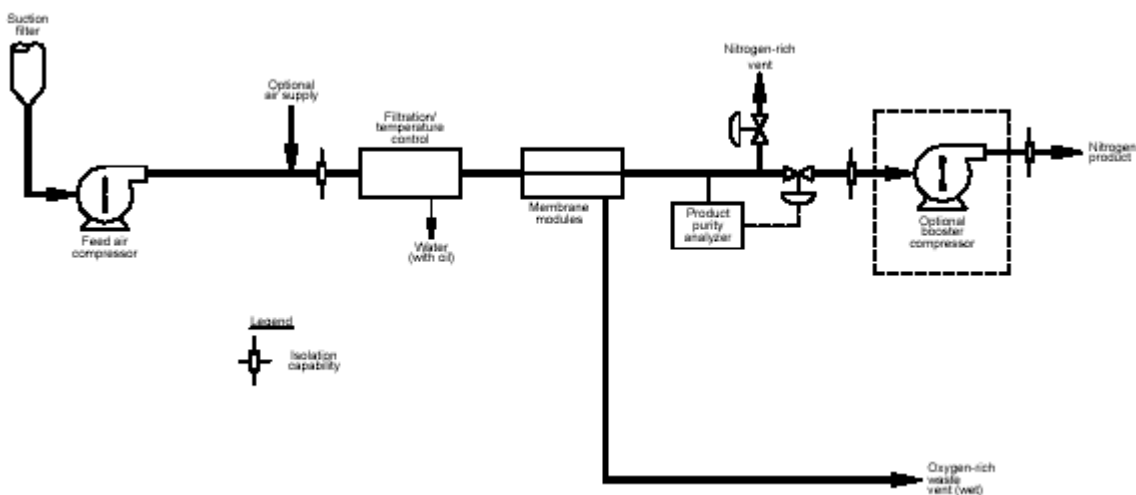 Suction
filter
Optional
air supply
Filtration/
temperature
control
Nitrogen-rich
vent
Nitrogen
product
Feed air
compressor
Water
(with oil)
Membrane
modules
Product
purity
analyzer
Optional
booster
compressor
Legend
Isolation
capability
Oxygen-rich
waste
vent (wet)